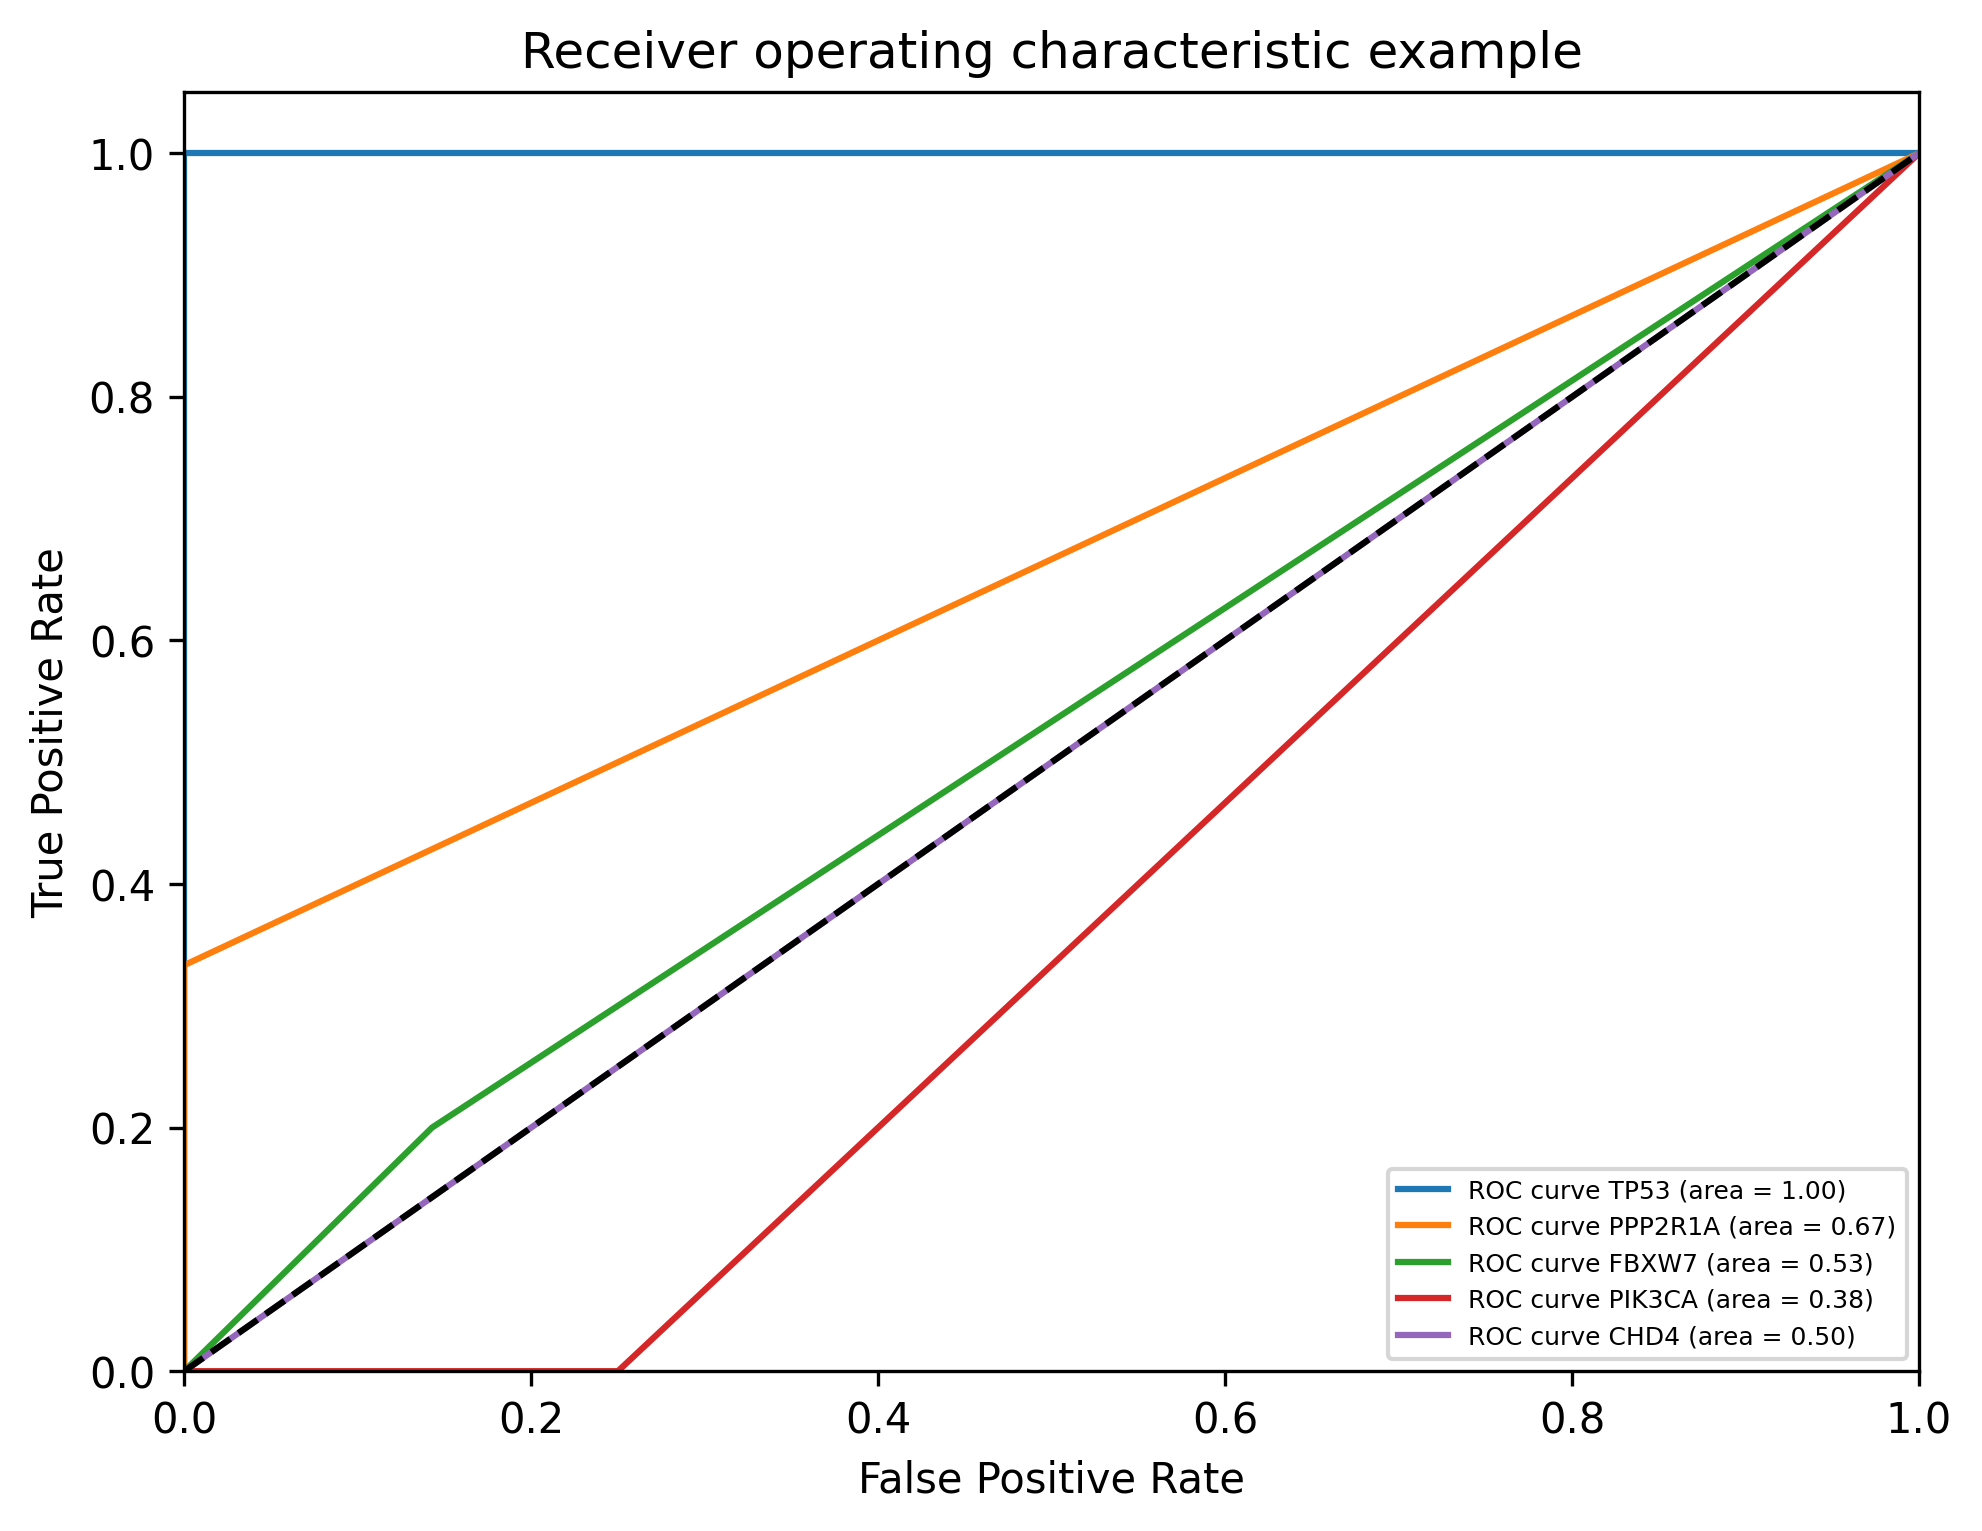 Receiver operating characteristic example
1.0
0.8
0.6
0.4
0.2
0.0
True Positive Rate
ROC curve TP53 (area = 1.00)
ROC curve PPP2R1A (area = 0.67)
ROC curve FBXW7 (area = 0.53)
ROC curve PIK3CA (area = 0.38)
ROC curve CHD4 (area = 0.50)
0.0 0.2 0.4 0.6 0.8 1.0
False Positive Rate